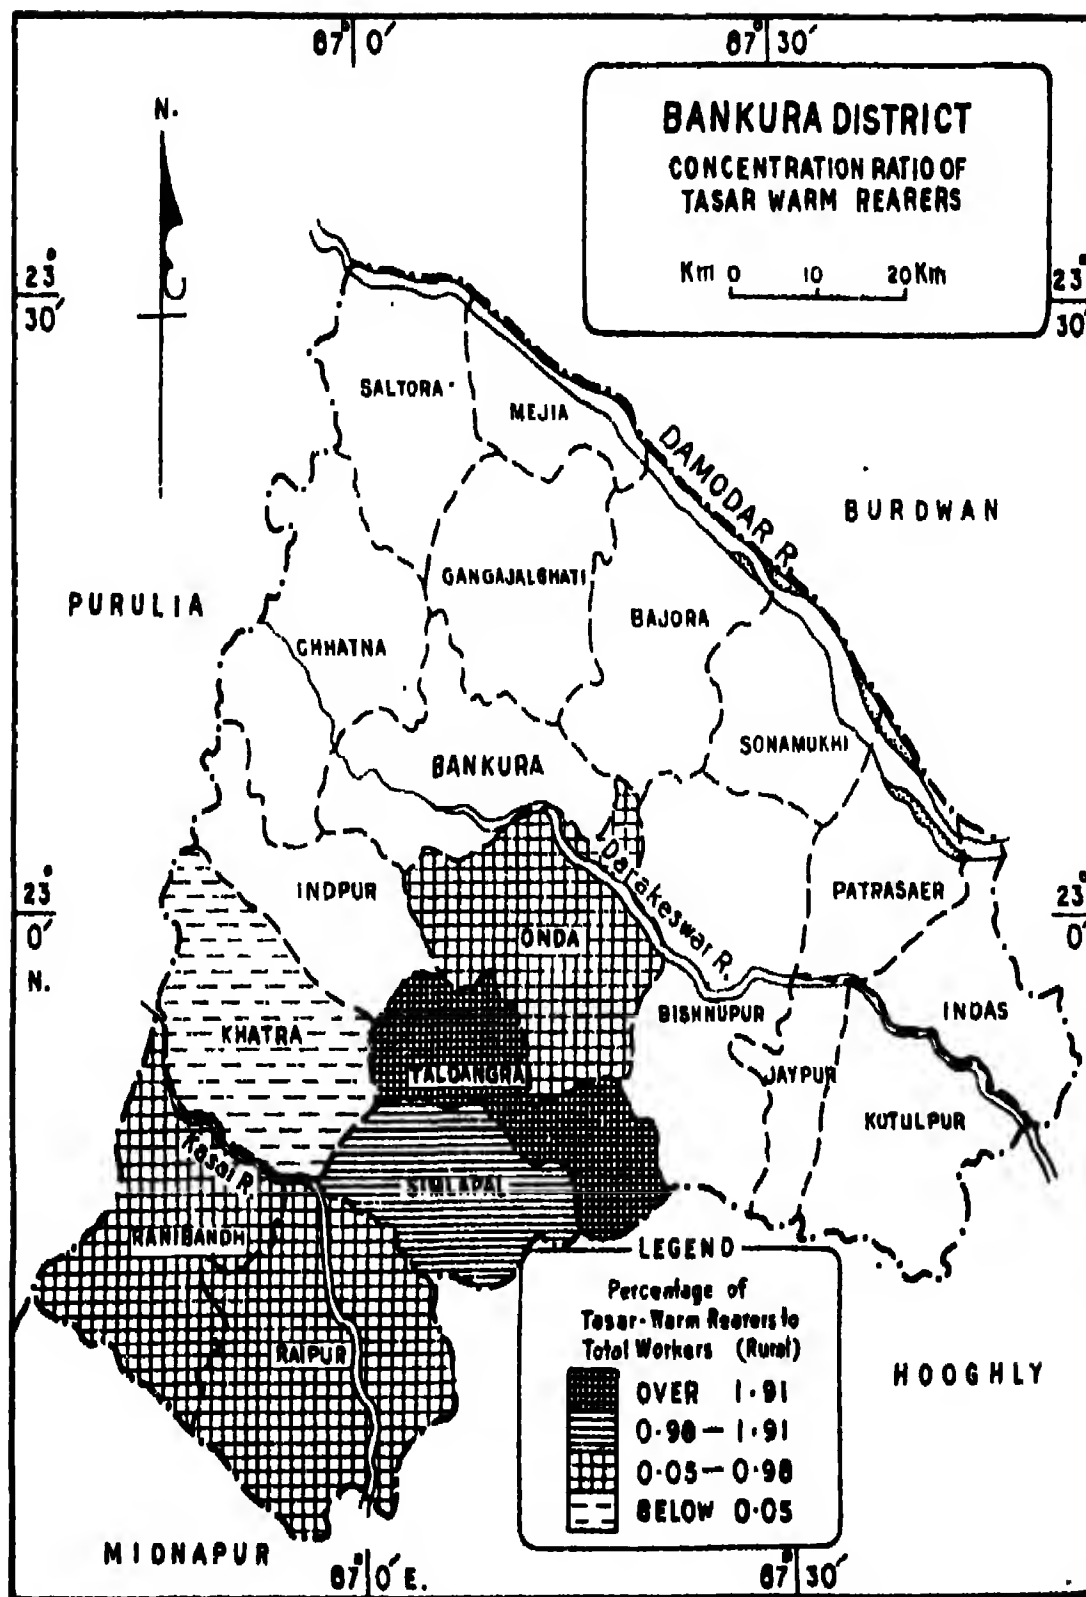 87° 0′
87° 30′
N.
BANKURA DISTRICT
CONCENTRATION RATIO OF
TASAR WARM REARERS
Km 0 10 20 Km
23° 30′
23° 30′
SALTORA
MEJIA
DAMODAR R.
BURDWAN
GANGAJALGHATI
PURULIA
BAJORA
CHHATNA
SONAMUKHI
BANKURA
Darakeswar R.
INDPUR
PATRASAER
23° 0′
N.
23° 0′
ONDA
BISHNUPUR
INDAS
KHATRA
TALDANGRA
JAYPUR
KUTULPUR
Kasai R.
SIMLAPAL
RANIBANDH
LEGEND
Percentage of
Tasar-Warm Rearers to
Total Workers (Rural)
RAIPUR
HOOGHLY
OVER 1·91
0·98 — 1·91
0·05 — 0·98
BELOW 0·05
MIDNAPUR
87° 0′ E.
87° 30′